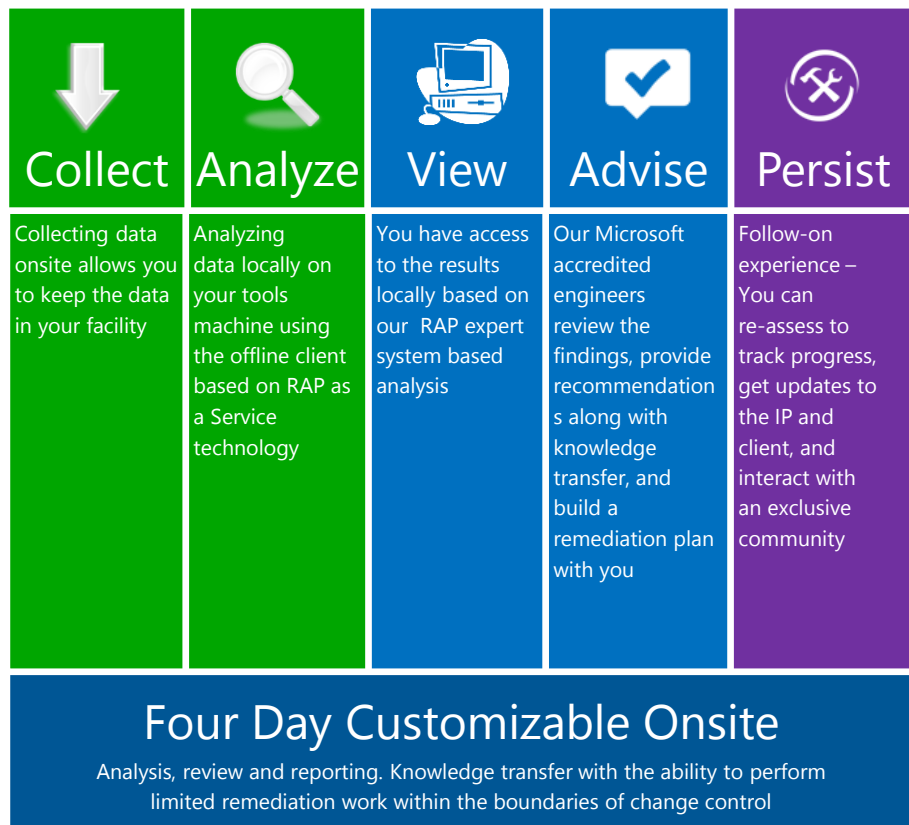 Collect
Analyze
View
Advise
Persist
Collecting data
onsite allows you
to keep the data
in your facility
Analyzing
data locally on
your tools
machine using
the offline client
based on RAP as
a Service
technology
You have access
to the results
locally based on
our RAP expert
system based
analysis
Our Microsoft
accredited
engineers
review the
findings, provide
recommendation
s along with
knowledge
transfer, and
build a
remediation plan
with you
Follow-on
experience –
You can
re-assess to
track progress,
get updates to
the IP and
client, and
interact with
an exclusive
community
Four Day Customizable Onsite
Analysis, review and reporting. Knowledge transfer with the ability to perform
limited remediation work within the boundaries of change control